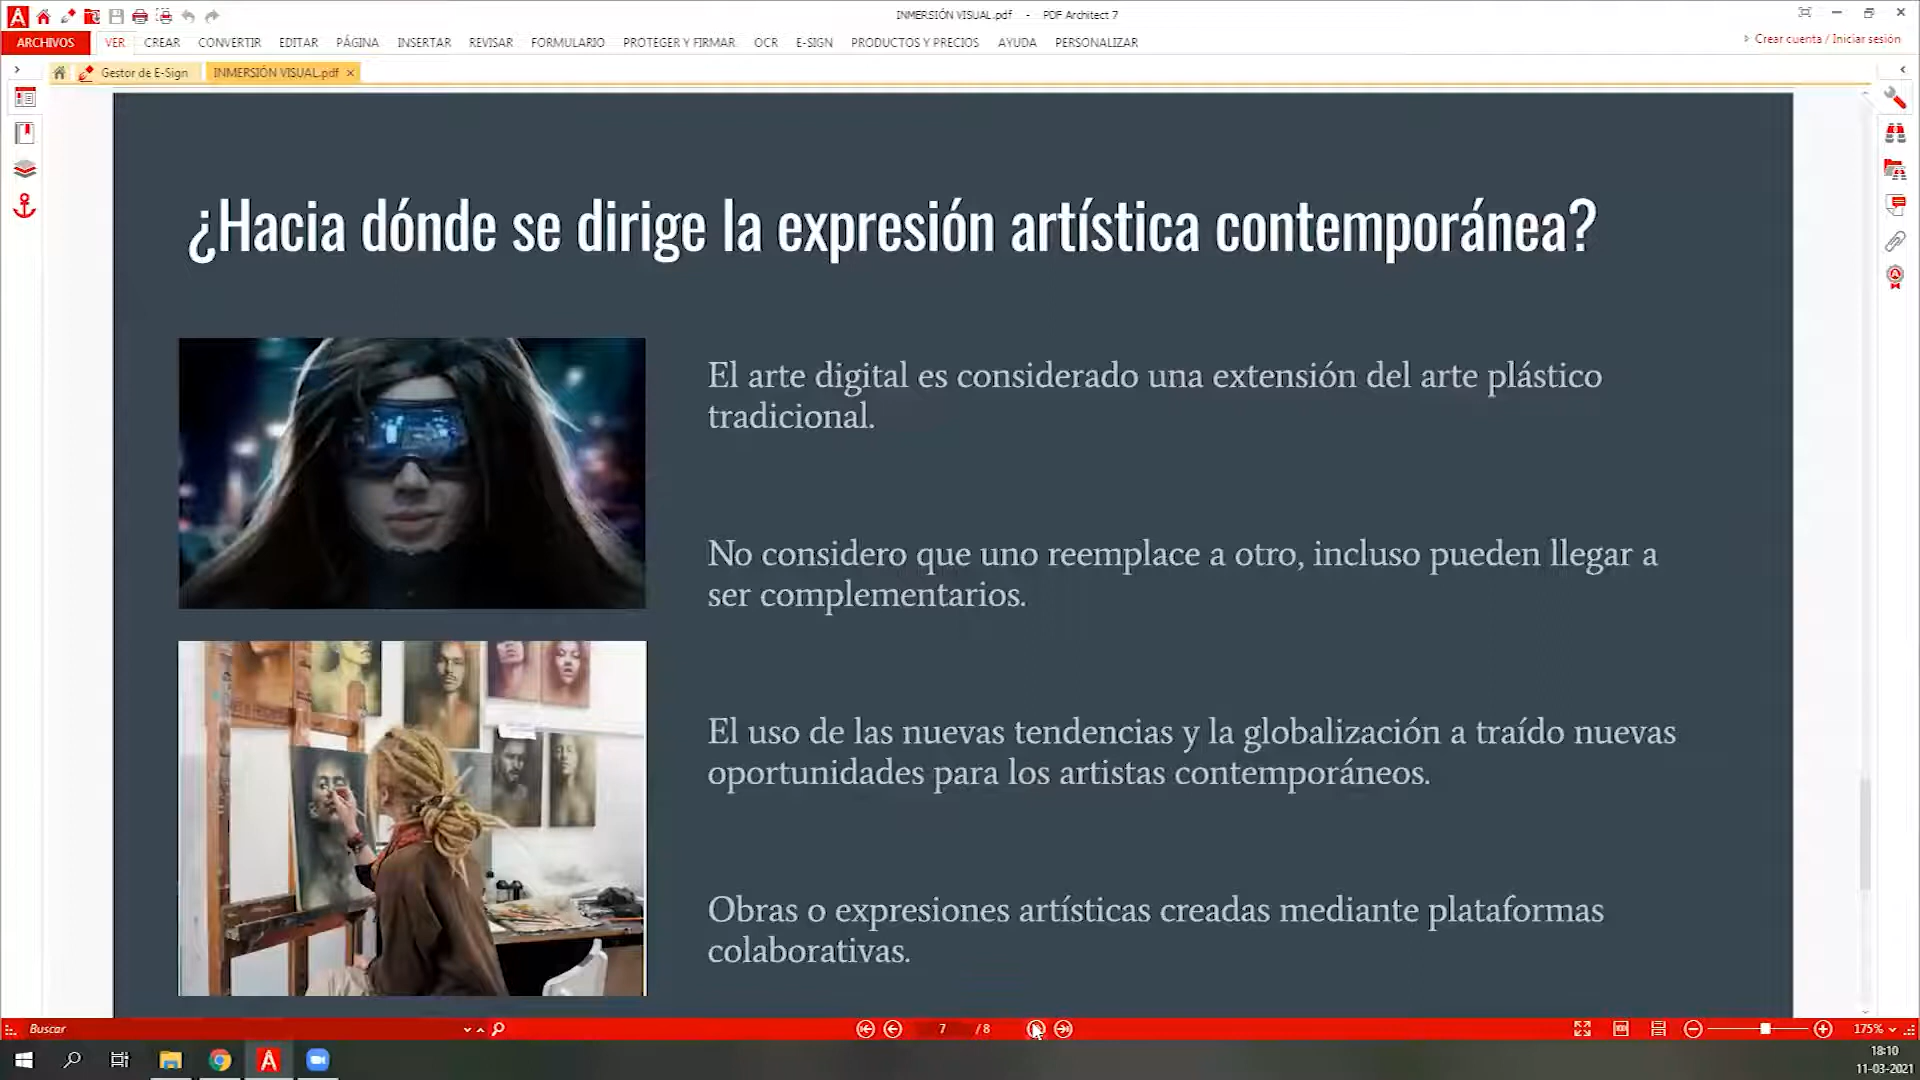 INMERSIÓN VISUAL.pdf - PDF Architect 7
ARCHIVOS VER CREAR CONVERTIR EDITAR PÁGINA INSERTAR REVISAR FORMULARIO PROTEGER Y FIRMAR OCR E-SIGN PRODUCTOS Y PRECIOS AYUDA PERSONALIZAR
Crear cuenta / Iniciar sesión
Gestor de E-Sign INMERSIÓN VISUAL.pdf
¿Hacia dónde se dirige la expresión artística contemporánea?
El arte digital es considerado una extensión del arte plástico
tradicional.
No considero que uno reemplace a otro, incluso pueden llegar a
ser complementarios.
El uso de las nuevas tendencias y la globalización a traído nuevas
oportunidades para los artistas contemporáneos.
Obras o expresiones artísticas creadas mediante plataformas
colaborativas.
Buscar 7 / 8 175%
18:10
11-03-2021